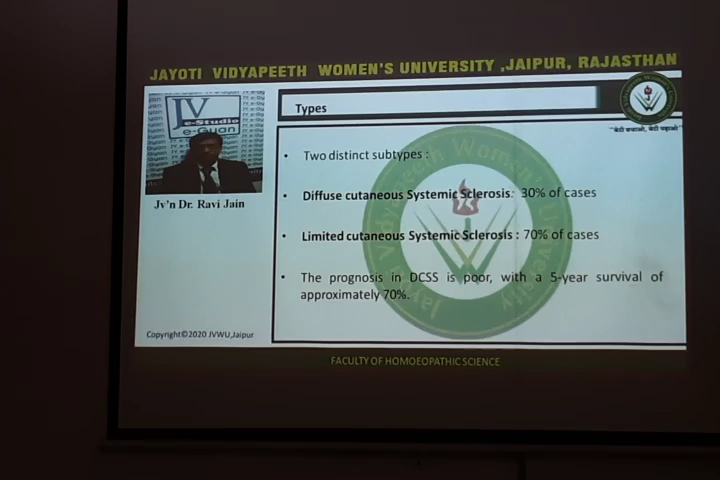 JAYOTI VIDYAPEETH WOMEN'S UNIVERSITY ,JAIPUR, RAJASTHAN
JV
e-Studio
e-Gyan
Jv'n Dr. Ravi Jain
Types
"बेटी बचाओ, बेटी पढ़ाओ"
• Two distinct subtypes :
• Diffuse cutaneous Systemic Sclerosis: 30% of cases
• Limited cutaneous Systemic Sclerosis : 70% of cases
• The prognosis in DCSS is poor, with a 5-year survival of
approximately 70%.
Copyright©2020 JVWU,Jaipur
FACULTY OF HOMOEOPATHIC SCIENCE